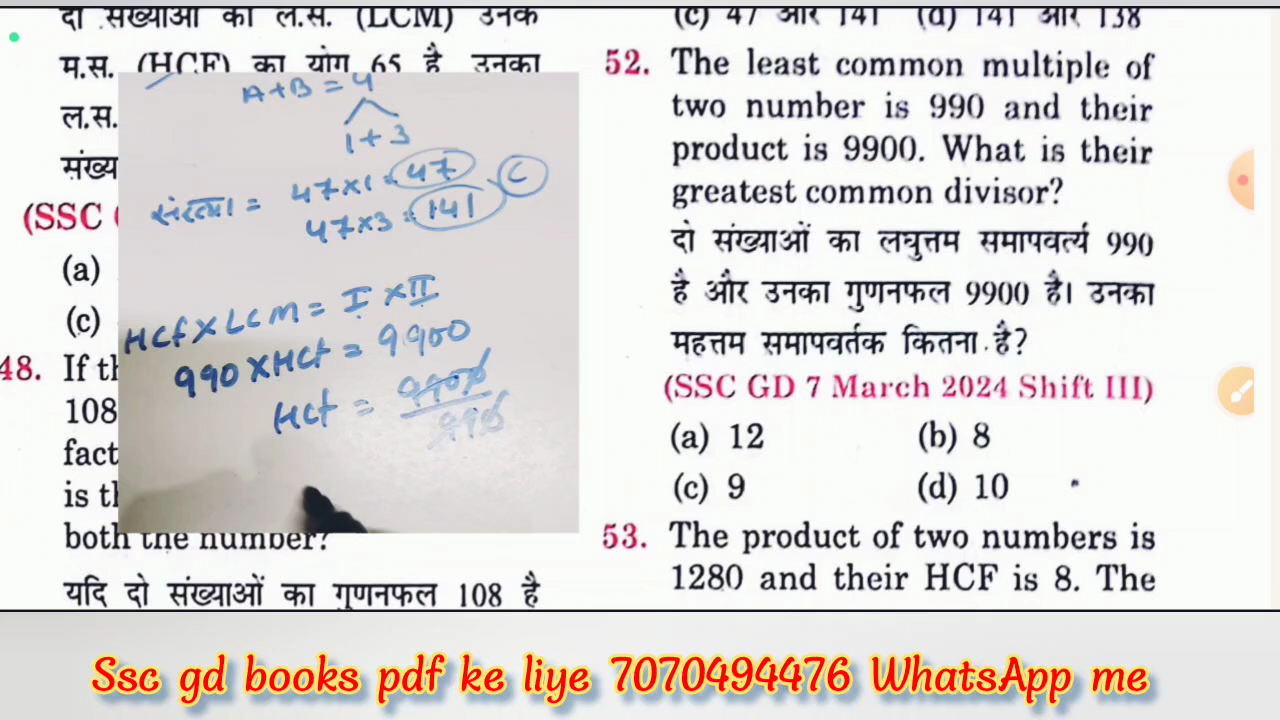 दो संख्याओं का ल.स. (LCM) उनके
म.स. (HCF) का योग 65 है, उनका
ल.स.
संख्य
(SSC
(a)
(c)
48. If th
108
fact
is th
both the number?
यदि दो संख्याओं का गुणनफल 108 है
A+B = 4
1 + 3
संख्या = 47×1 = 47
47×3 = 141
C
HCF×LCM = I × II
990 × HCF = 9900
HCF = 9900
990
(c) 47 और 141 (d) 141 और 138
52. The least common multiple of
two number is 990 and their
product is 9900. What is their
greatest common divisor?
दो संख्याओं का लघुत्तम समापवर्त्य 990
है और उनका गुणनफल 9900 है। उनका
महत्तम समापवर्तक कितना है?
(SSC GD 7 March 2024 Shift III)
(a) 12 (b) 8
(c) 9 (d) 10
53. The product of two numbers is
1280 and their HCF is 8. The
Ssc gd books pdf ke liye 7070494476 WhatsApp me